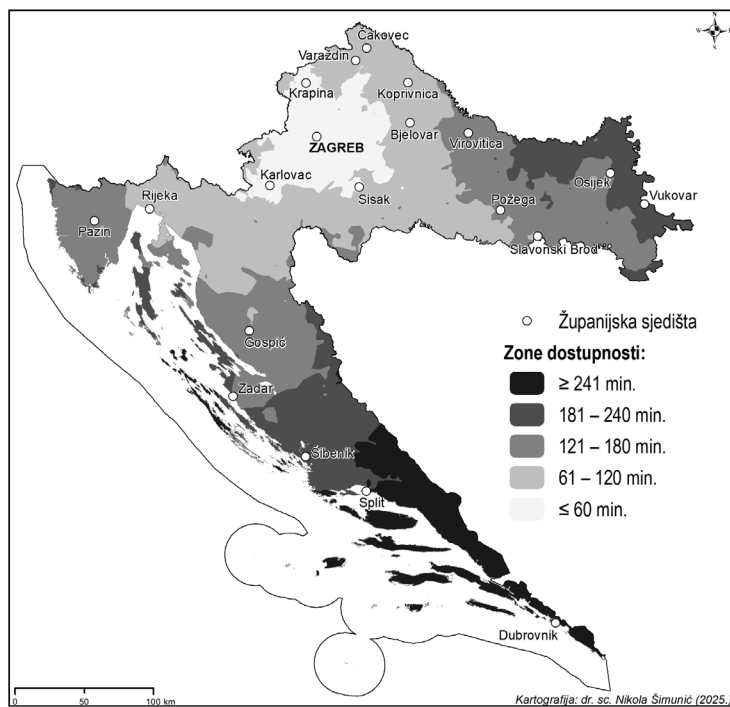 N
W
Čakovec
Varaždin
Krapina
Koprivnica
Bjelovar
ZAGREB
Virovitica
Karlovac
Sisak
Osijek
Rijeka
Požega
Vukovar
Pazin
Slavonski Brod
Županijska sjedišta
Gospić
Zone dostupnosti:
≥ 241 min.
Zadar
181 – 240 min.
121 – 180 min.
Šibenik
61 – 120 min.
Split
≤ 60 min.
Dubrovnik
0 50 100 km
Kartografija: dr. sc. Nikola Šimunić (2025.)